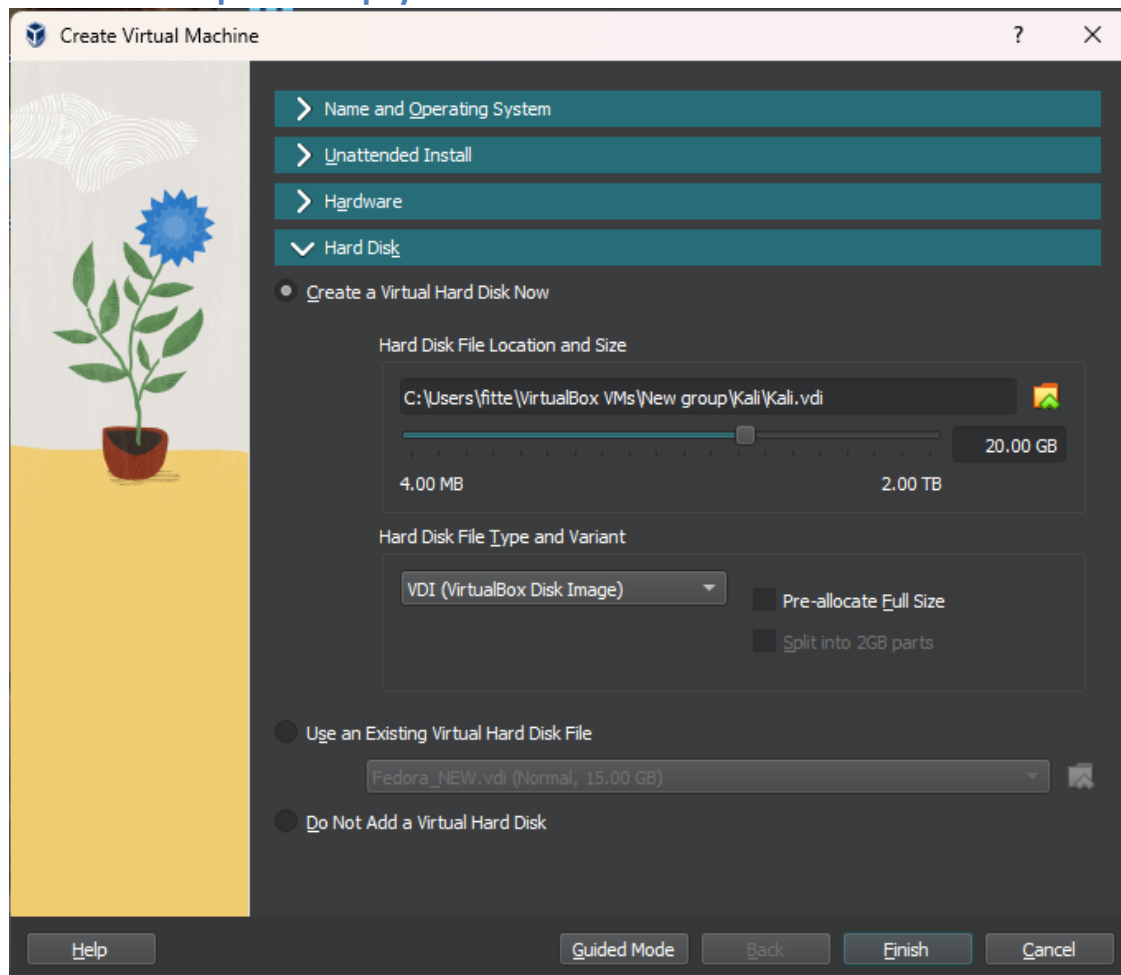 Create Virtual Machine ?
Name and Operating System
Unattended Install
Hardware
Hard Disk
Create a Virtual Hard Disk Now
Hard Disk File Location and Size
C:\Users\fitte\VirtualBox VMs\New group\Kali\Kali.vdi
20.00 GB
4.00 MB 2.00 TB
Hard Disk File Type and Variant
VDI (VirtualBox Disk Image)
Pre-allocate Full Size
Split into 2GB parts
Use an Existing Virtual Hard Disk File
Fedora_NEW.vdi (Normal, 15.00 GB)
Do Not Add a Virtual Hard Disk
Help Guided Mode Back Finish Cancel